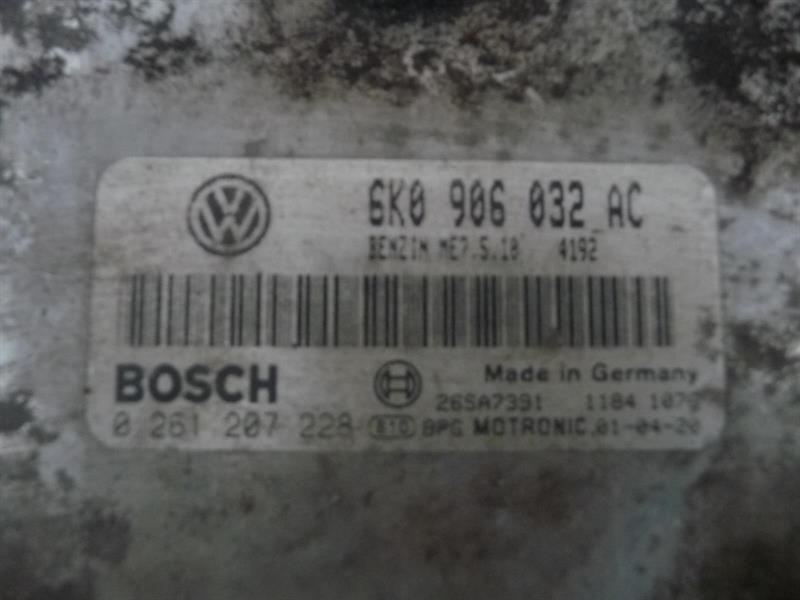 6K0 906 032 AC
BENZIN ME7.5.10 4192
BOSCH
Made in Germany
26SA7391 1184
0 261 207 228 BPG MOTRONIC 01-04-20